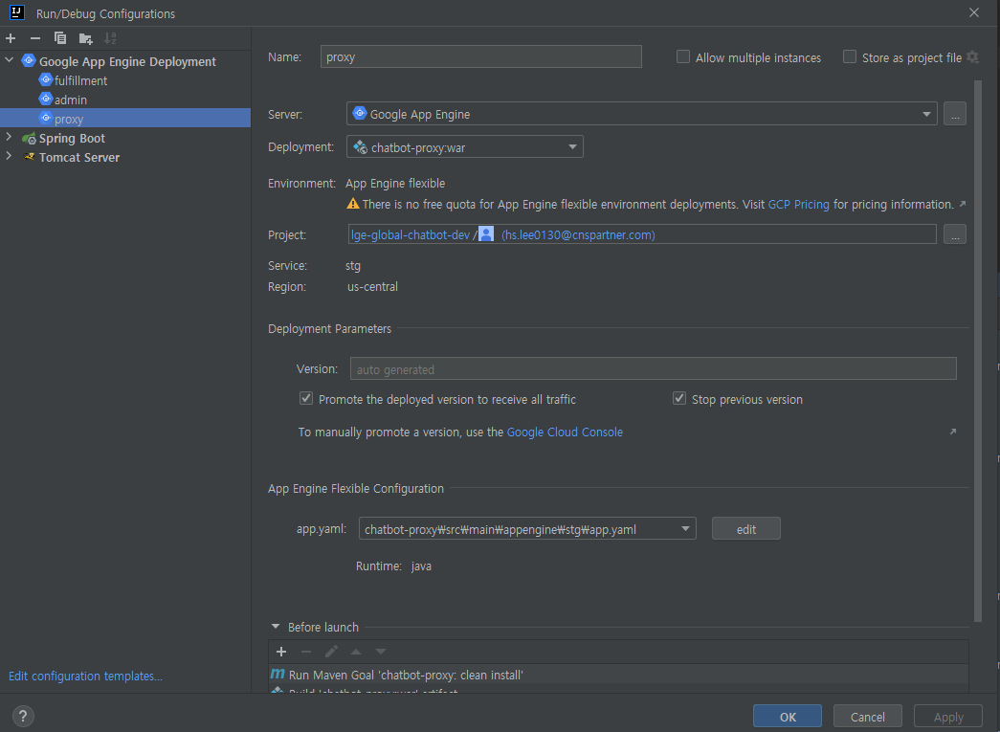 Run/Debug Configurations
Google App Engine Deployment
fulfillment
admin
proxy
Spring Boot
Tomcat Server
Edit configuration templates...
Name: proxy
Allow multiple instances
Store as project file
Server: Google App Engine ...
Deployment: chatbot-proxy:war
Environment: App Engine flexible
There is no free quota for App Engine flexible environment deployments. Visit GCP Pricing for pricing information.
Project: lge-global-chatbot-dev / (hs.lee0130@cnspartner.com) ...
Service: stg
Region: us-central
Deployment Parameters
Version: auto generated
Promote the deployed version to receive all traffic
Stop previous version
To manually promote a version, use the Google Cloud Console
App Engine Flexible Configuration
app.yaml: chatbot-proxy₩src₩main₩appengine₩stg₩app.yaml edit
Runtime: java
Before launch
Run Maven Goal 'chatbot-proxy: clean install'
Build 'chatbot-proxy:war' artifact
? OK Cancel Apply